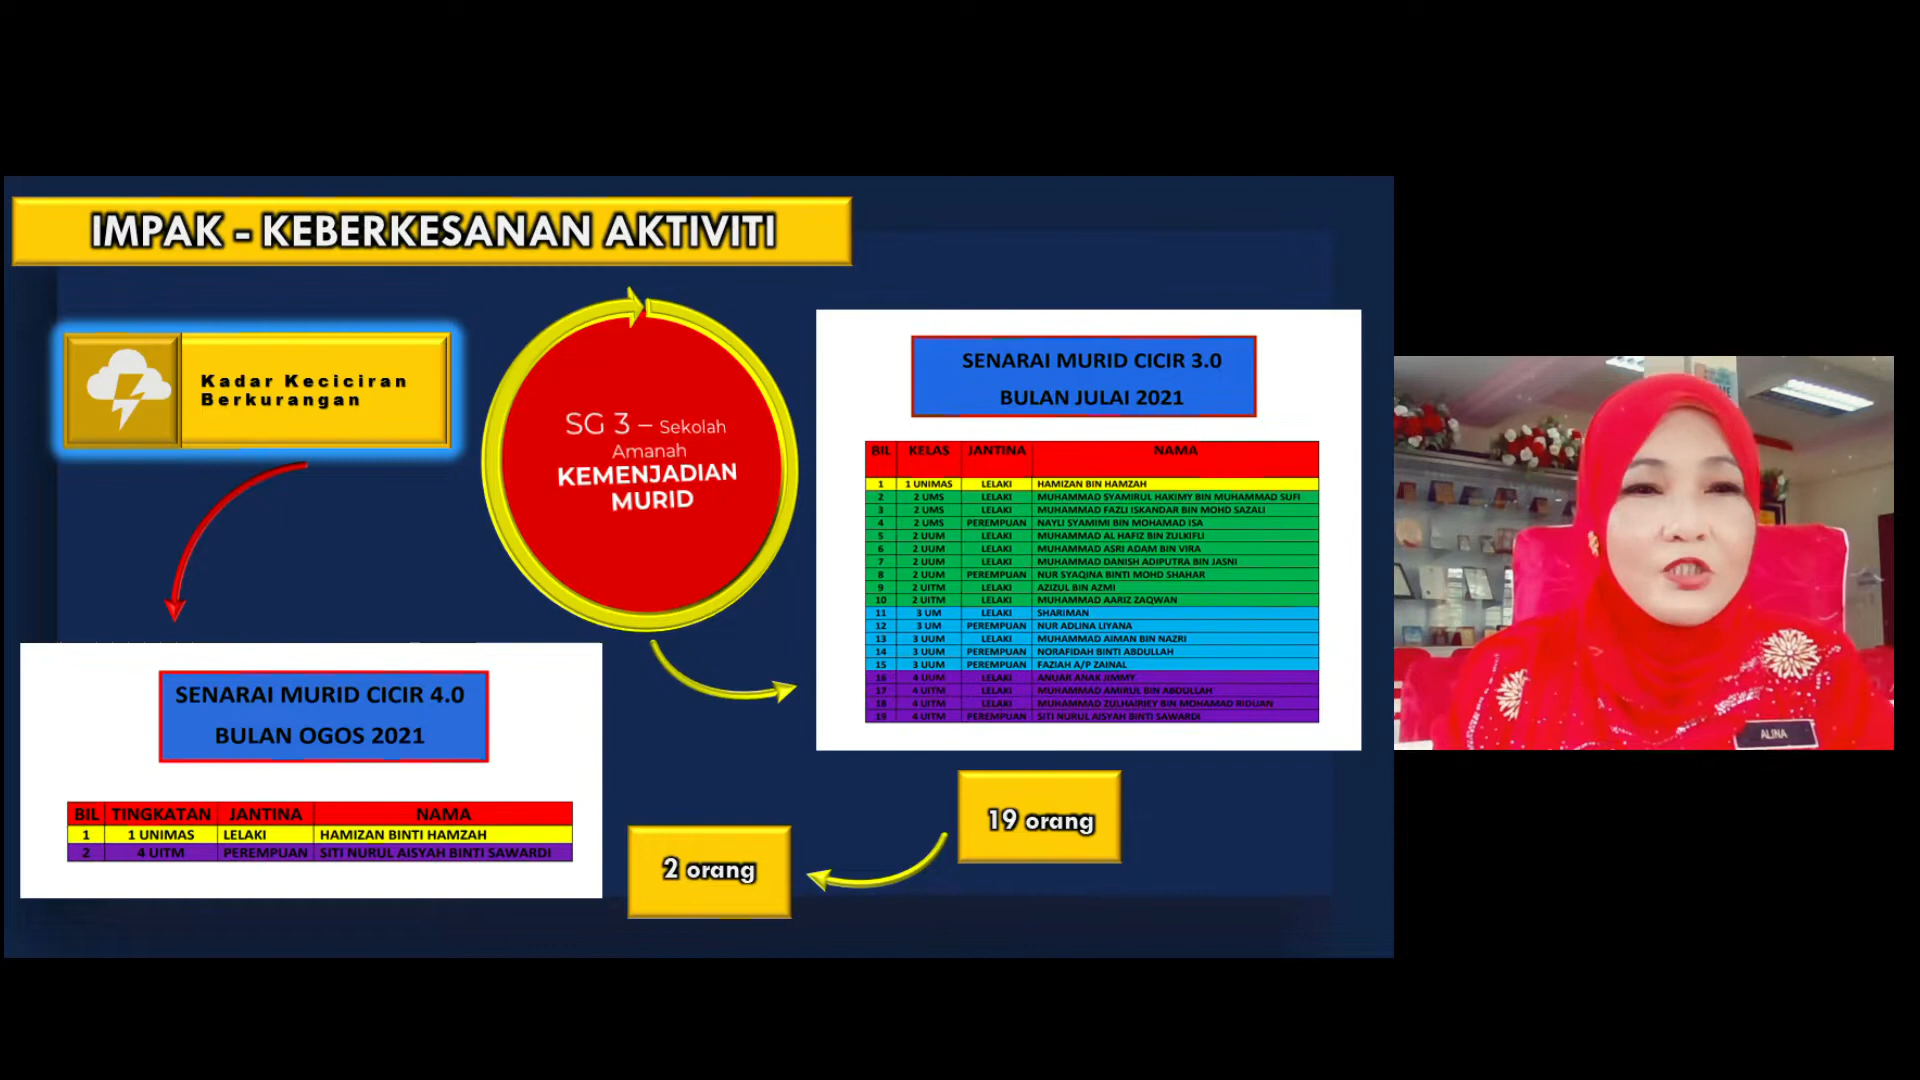 IMPAK - KEBERKESANAN AKTIVITI
Kadar Keciciran
Berkurangan
SG 3 – Sekolah
Amanah
KEMENJADIAN
MURID
SENARAI MURID CICIR 3.0
BULAN JULAI 2021
BIL KELAS JANTINA NAMA
1 1 UNIMAS LELAKI HAMIZAN BIN HAMZAH
2 2 UMS LELAKI MUHAMMAD SYAMIRUL HAKIMY BIN MUHAMMAD SUFI
3 2 UMS LELAKI MUHAMMAD FAZLI ISKANDAR BIN MOHD SAZALI
4 2 UMS PEREMPUAN NAYLI SYAMIMI BIN MOHAMAD ISA
5 2 UUM LELAKI MUHAMMAD AL HAFIZ BIN ZULKIFLI
6 2 UUM LELAKI MUHAMMAD ASRI ADAM BIN VIRA
7 2 UUM LELAKI MUHAMMAD DANISH ADIPUTRA BIN JASNI
8 2 UUM PEREMPUAN NUR SYAQINA BINTI MOHD SHAHAR
9 2 UITM LELAKI AZIZUL BIN AZMI
10 2 UITM LELAKI MUHAMMAD AARIZ ZAQWAN
11 3 UM LELAKI SHARIMAN
12 3 UM PEREMPUAN NUR ADLINA LIYANA
13 3 UUM LELAKI MUHAMMAD AIMAN BIN NAZRI
14 3 UUM PEREMPUAN NORAFIDAH BINTI ABDULLAH
15 3 UUM PEREMPUAN FAZIAH A/P ZAINAL
16 4 UUM LELAKI ANUAR ANAK JIMMY
17 4 UITM LELAKI MUHAMMAD AMIRUL BIN ABDULLAH
18 4 UITM LELAKI MUHAMMAD ZULHAIRIEY BIN MOHAMAD RIDUAN
19 4 UITM PEREMPUAN SITI NURUL AISYAH BINTI SAWARDI
SENARAI MURID CICIR 4.0
BULAN OGOS 2021
BIL TINGKATAN JANTINA NAMA
1 1 UNIMAS LELAKI HAMIZAN BINTI HAMZAH
2 4 UITM PEREMPUAN SITI NURUL AISYAH BINTI SAWARDI
19 orang
2 orang
ALINA